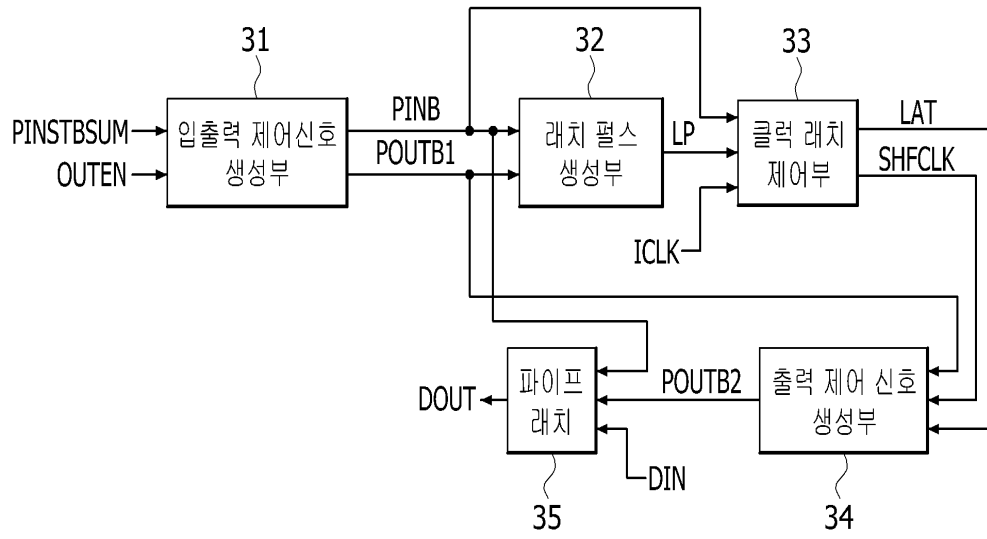 31
32
33
PINSTBSUM
OUTEN
입출력 제어신호
생성부
PINB
POUTB1
래치 펄스
생성부
LP
클럭 래치
제어부
LAT
SHFCLK
ICLK
DOUT
파이프
래치
POUTB2
출력 제어 신호
생성부
DIN
35
34